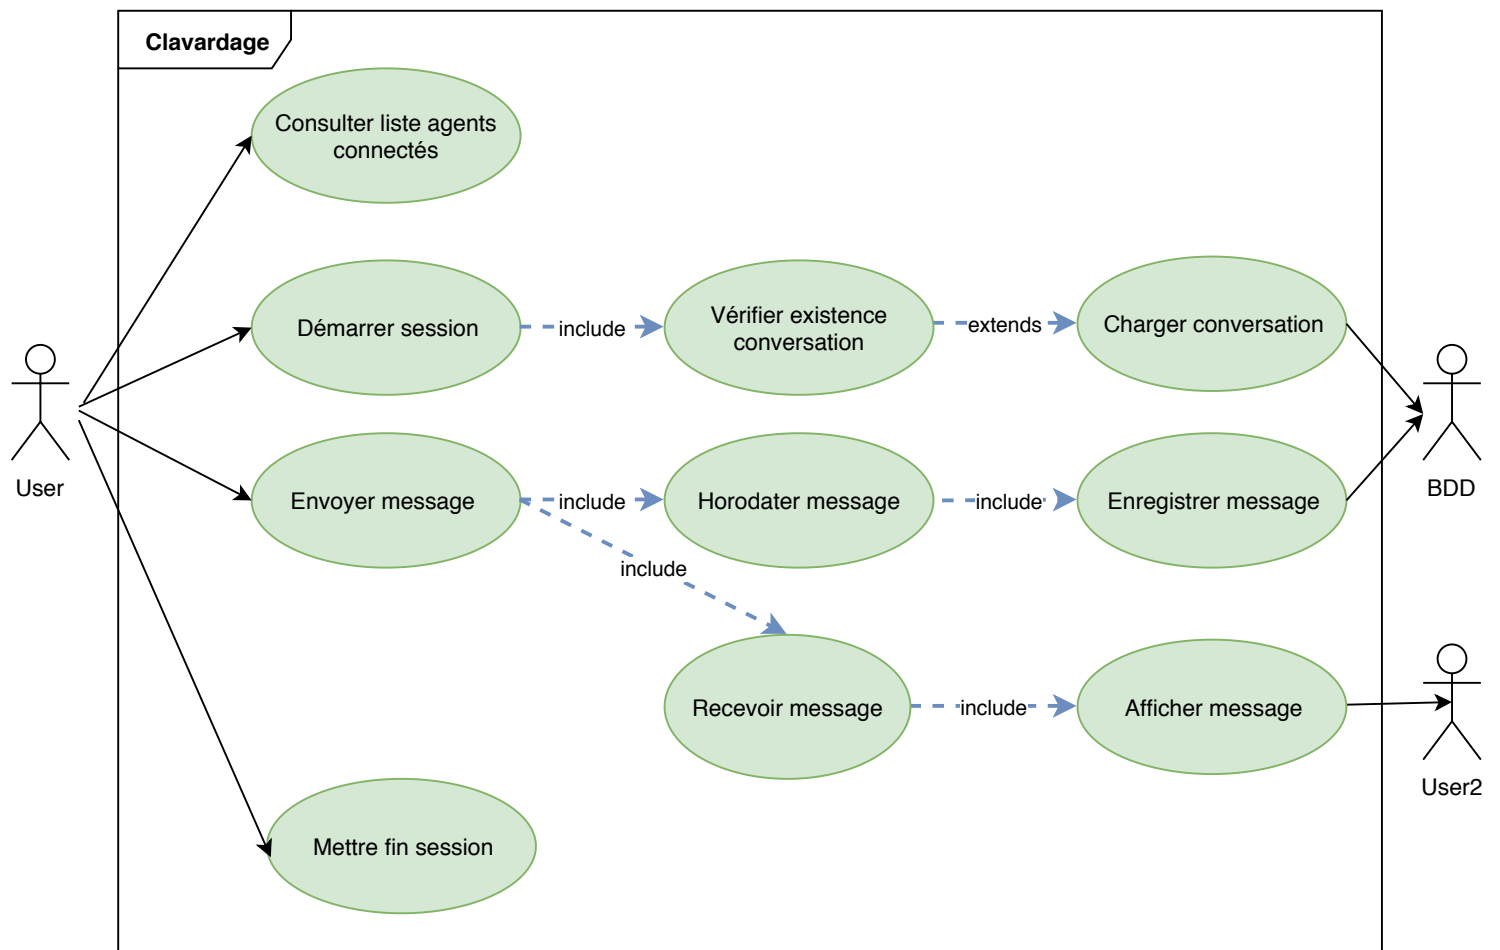 Clavardage
Consulter liste agents
connectés
Démarrer session
include
Vérifier existence
conversation
extends
Charger conversation
User
Envoyer message
include
Horodater message
include
Enregistrer message
BDD
include
Recevoir message
include
Afficher message
User2
Mettre fin session